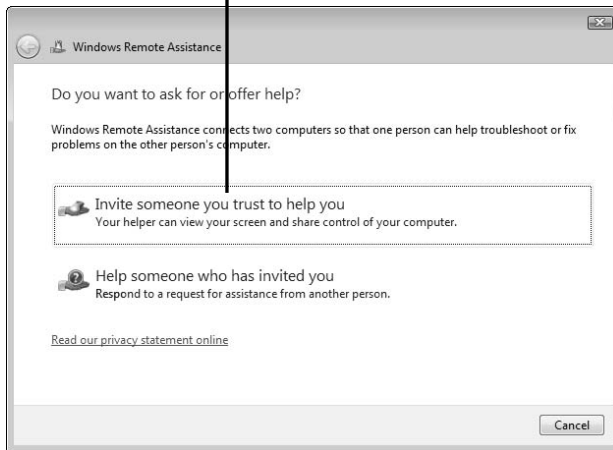 Windows Remote Assistance
Do you want to ask for or offer help?
Windows Remote Assistance connects two computers so that one person can help troubleshoot or fix
problems on the other person's computer.
Invite someone you trust to help you
Your helper can view your screen and share control of your computer.
Help someone who has invited you
Respond to a request for assistance from another person.
Read our privacy statement online
Cancel